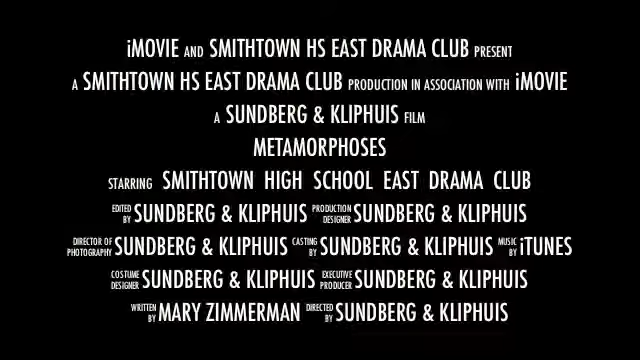 iMOVIE AND SMITHTOWN HS EAST DRAMA CLUB PRESENT
A SMITHTOWN HS EAST DRAMA CLUB PRODUCTION IN ASSOCIATION WITH iMOVIE
A SUNDBERG & KLIPHUIS FILM
METAMORPHOSES
STARRING SMITHTOWN HIGH SCHOOL EAST DRAMA CLUB
EDITED BY SUNDBERG & KLIPHUIS PRODUCTION DESIGNER SUNDBERG & KLIPHUIS
DIRECTOR OF PHOTOGRAPHY SUNDBERG & KLIPHUIS CASTING BY SUNDBERG & KLIPHUIS MUSIC BY iTUNES
COSTUME DESIGNER SUNDBERG & KLIPHUIS EXECUTIVE PRODUCER SUNDBERG & KLIPHUIS
WRITTEN BY MARY ZIMMERMAN DIRECTED BY SUNDBERG & KLIPHUIS